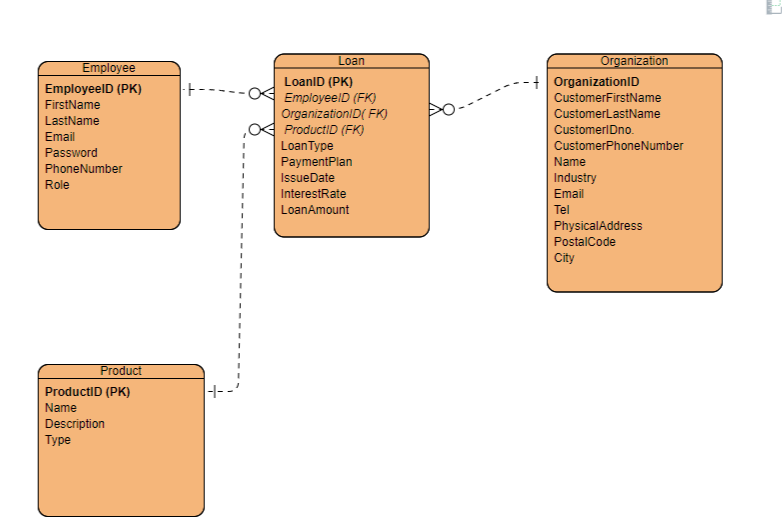 Employee
EmployeeID (PK)
FirstName
LastName
Email
Password
PhoneNumber
Role
Loan
LoanID (PK)
EmployeeID (FK)
OrganizationID( FK)
ProductID (FK)
LoanType
PaymentPlan
IssueDate
InterestRate
LoanAmount
Organization
OrganizationID
CustomerFirstName
CustomerLastName
CustomerIDno.
CustomerPhoneNumber
Name
Industry
Email
Tel
PhysicalAddress
PostalCode
City
Product
ProductID (PK)
Name
Description
Type